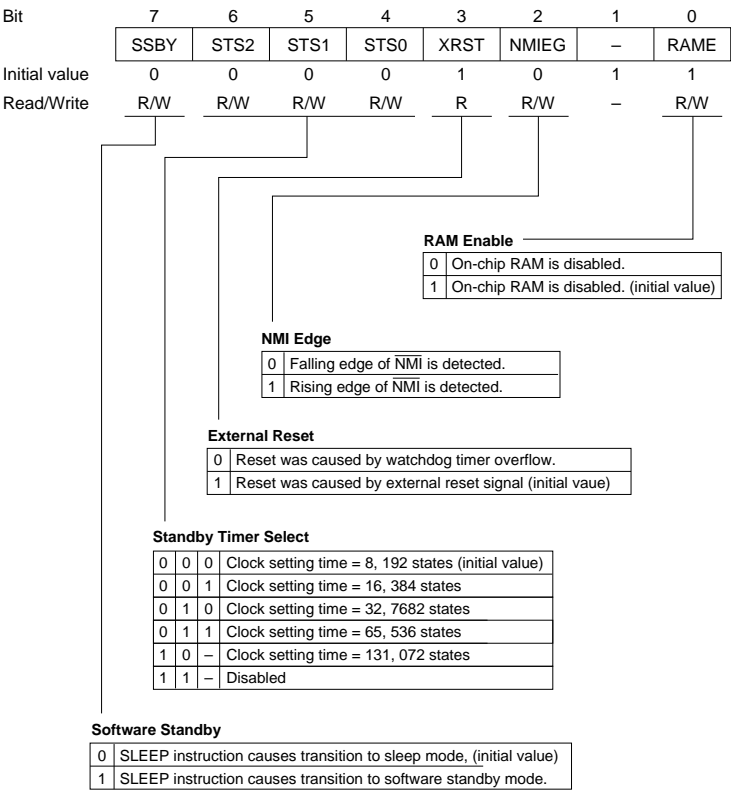 Bit 7 6 5 4 3 2 1 0
SSBY STS2 STS1 STS0 XRST NMIEG – RAME
Initial value 0 0 0 0 1 0 1 1
Read/Write R/W R/W R/W R/W R R/W – R/W
RAM Enable
0 On-chip RAM is disabled.
1 On-chip RAM is disabled. (initial value)
NMI Edge
0 Falling edge of NMI is detected.
1 Rising edge of NMI is detected.
External Reset
0 Reset was caused by watchdog timer overflow.
1 Reset was caused by external reset signal (initial vaue)
Standby Timer Select
0 0 0 Clock setting time = 8, 192 states (initial value)
0 0 1 Clock setting time = 16, 384 states
0 1 0 Clock setting time = 32, 7682 states
0 1 1 Clock setting time = 65, 536 states
1 0 – Clock setting time = 131, 072 states
1 1 – Disabled
Software Standby
0 SLEEP instruction causes transition to sleep mode, (initial value)
1 SLEEP instruction causes transition to software standby mode.